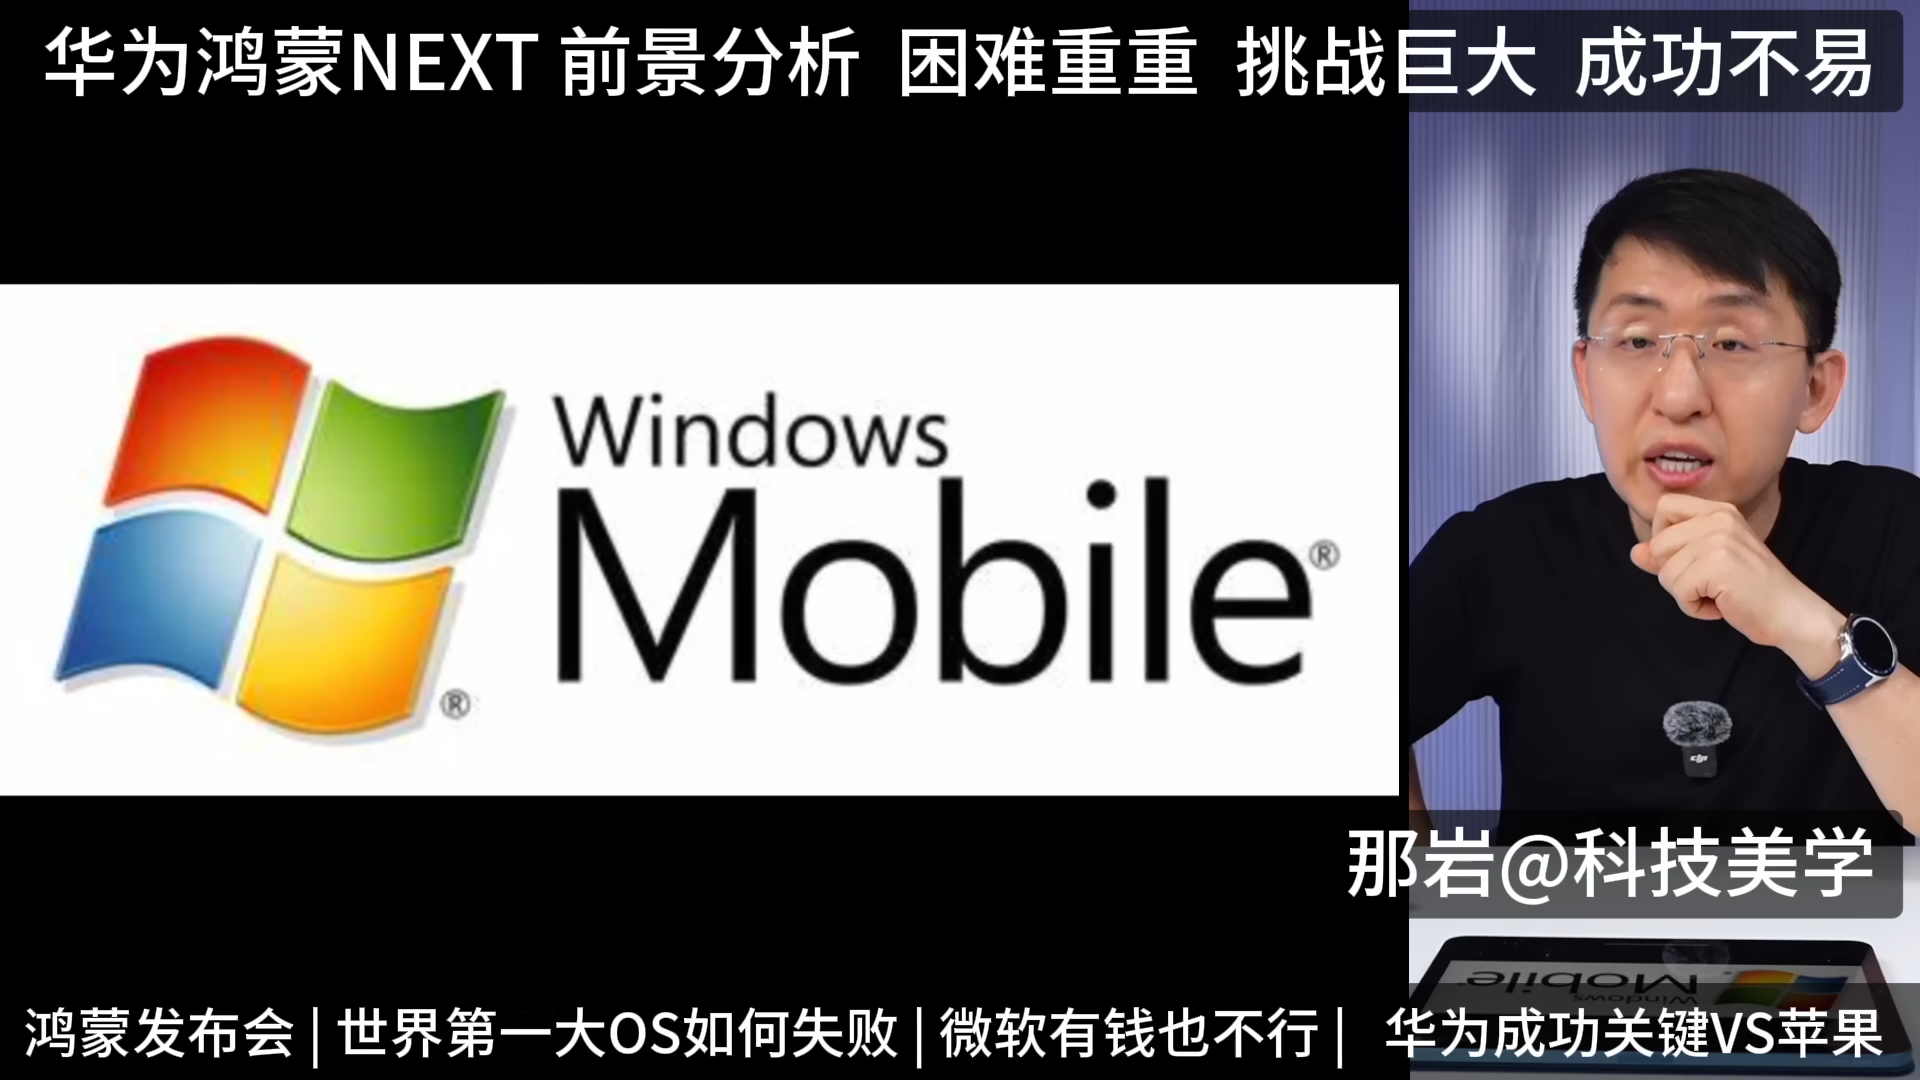 华为鸿蒙NEXT 前景分析 困难重重 挑战巨大 成功不易
Windows
Mobile®
®
dji
那岩@科技美学
Mobile
Windows
鸿蒙发布会 | 世界第一大OS如何失败 | 微软有钱也不行 | 华为成功关键VS苹果